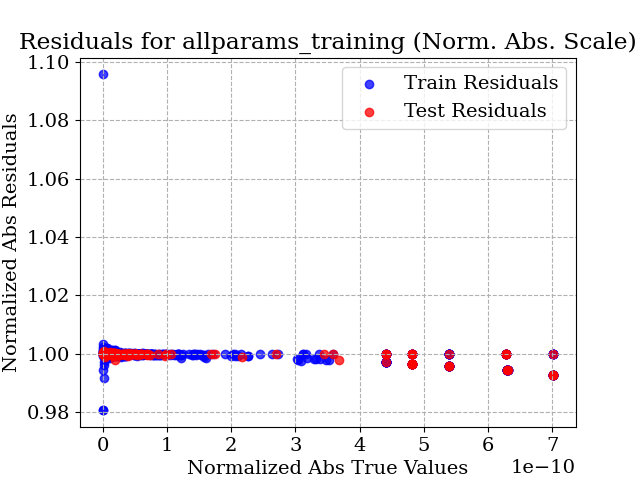 Residuals for allparams_training (Norm. Abs. Scale)
Normalized Abs Residuals
1.10
1.08
1.06
1.04
1.02
1.00
0.98
Train Residuals
Test Residuals
0 1 2 3 4 5 6 7
1e−10
Normalized Abs True Values